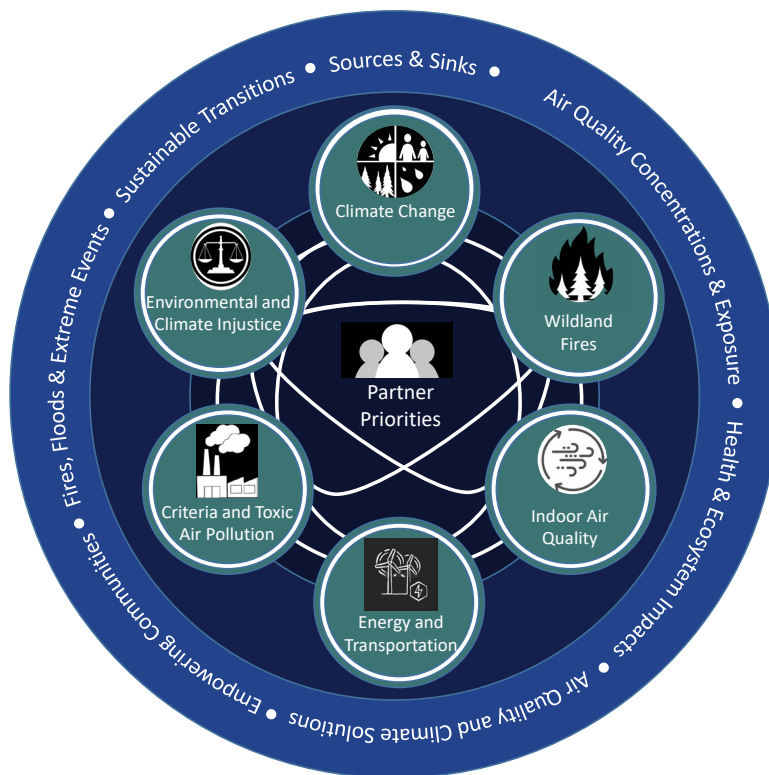 Sources & Sinks •
Air Quality Concentrations & Exposure •
Health & Ecosystem Impacts •
Air Quality and Climate Solutions •
Empowering Communities •
Fires, Floods & Extreme Events •
Sustainable Transitions •
Climate Change
Wildland
Fires
Indoor Air
Quality
Energy and
Transportation
Criteria and Toxic
Air Pollution
Environmental and
Climate Injustice
Partner
Priorities